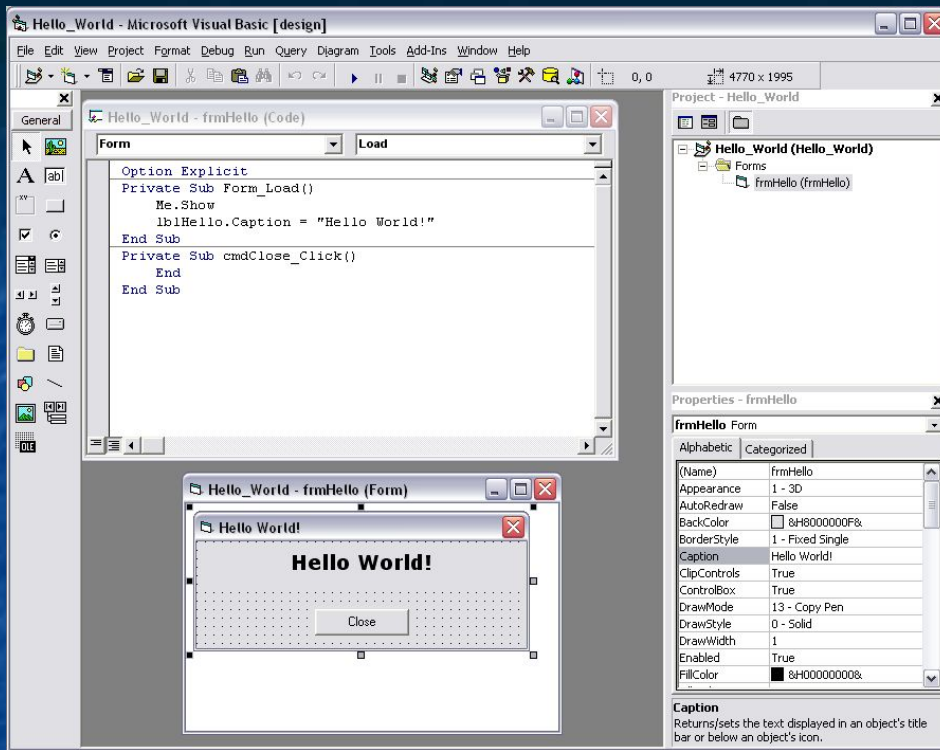 Hello_World - Microsoft Visual Basic [design]
File Edit View Project Format Debug Run Query Diagram Tools Add-Ins Window Help
0, 0 4770 x 1995
General
A ab|
xv
OLE
Hello_World - frmHello (Code)
Form Load
Option Explicit
Private Sub Form_Load()
Me.Show
lblHello.Caption = "Hello World!"
End Sub
Private Sub cmdClose_Click()
End
End Sub
Hello_World - frmHello (Form)
Hello World!
Hello World!
Close
Project - Hello_World
Hello_World (Hello_World)
Forms
frmHello (frmHello)
Properties - frmHello
frmHello Form
Alphabetic Categorized
(Name) frmHello
Appearance 1 - 3D
AutoRedraw False
BackColor &H8000000F&
BorderStyle 1 - Fixed Single
Caption Hello World!
ClipControls True
ControlBox True
DrawMode 13 - Copy Pen
DrawStyle 0 - Solid
DrawWidth 1
Enabled True
FillColor &H00000000&
Caption
Returns/sets the text displayed in an object's title
bar or below an object's icon.